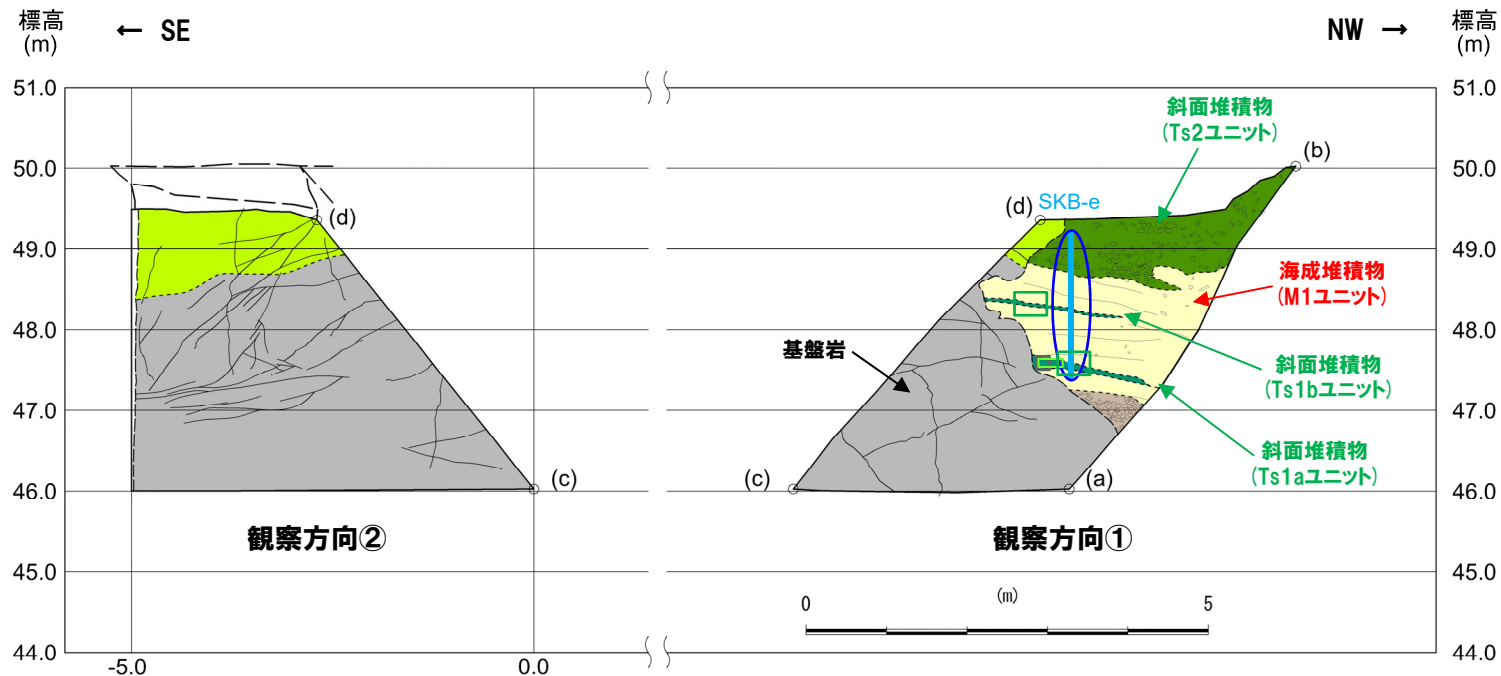 標高
(m)
← SE
NW →
標高
(m)
51.0
50.0
49.0
48.0
47.0
46.0
45.0
44.0
-5.0
0.0
(d)
(c)
観察方向②
(d)
SKB-e
(b)
(c)
(a)
基盤岩
斜面堆積物
(Ts2ユニット)
海成堆積物
(M1ユニット)
斜面堆積物
(Ts1bユニット)
斜面堆積物
(Ts1aユニット)
観察方向①
0
(m)
5
51.0
50.0
49.0
48.0
47.0
46.0
45.0
44.0